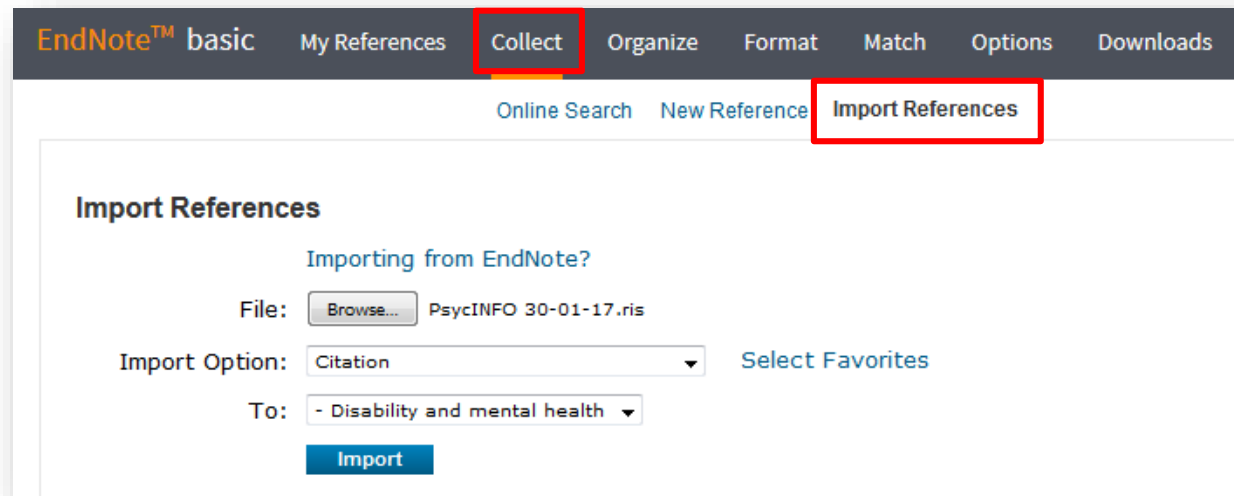 EndNote™ basic My References Collect Organize Format Match Options Downloads
Online Search New Reference Import References
Import References
Importing from EndNote?
File: Browse... PsycINFO 30-01-17.ris
Import Option: Citation Select Favorites
To: - Disability and mental health
Import